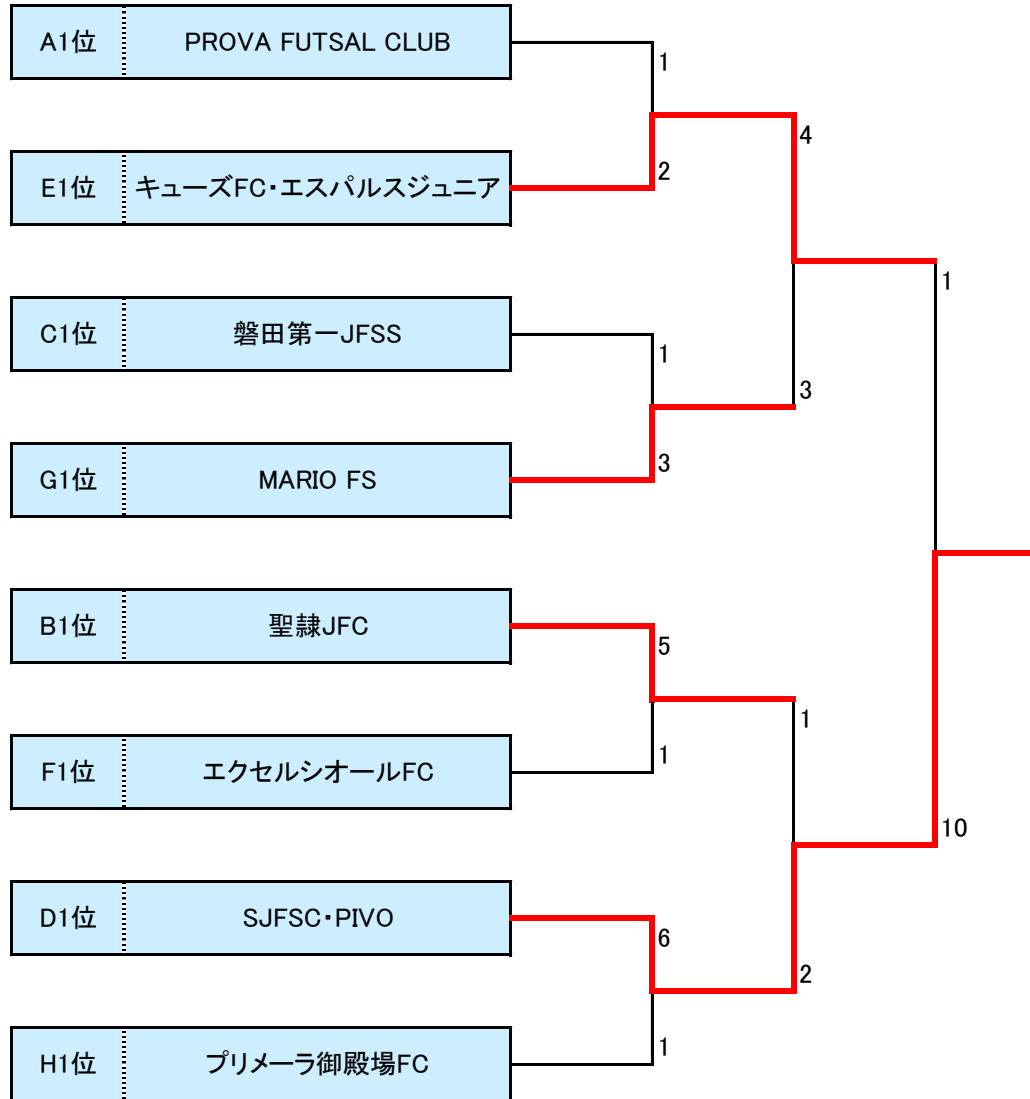 A1位 PROVA FUTSAL CLUB
1
4
E1位 キューズFC・エスパルスジュニア
2
1
C1位 磐田第一JFSS
1
3
G1位 MARIO FS
3
B1位 聖隷JFC
5
1
F1位 エクセルシオールFC
1
10
D1位 SJFSC・PIVO
6
2
H1位 プリメーラ御殿場FC
1